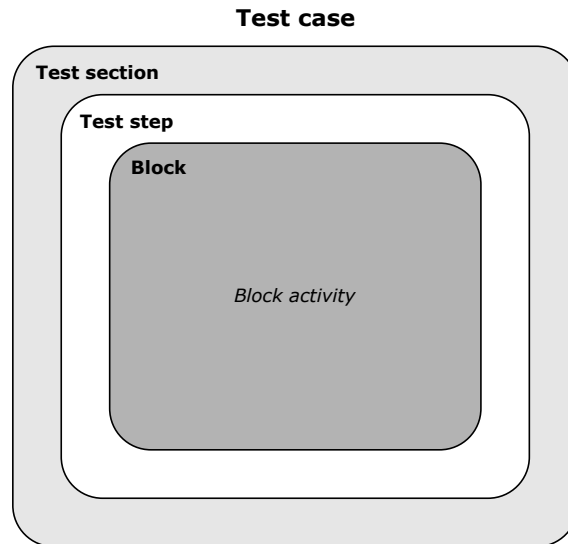 Test case
Test section
Test step
Block
Block activity